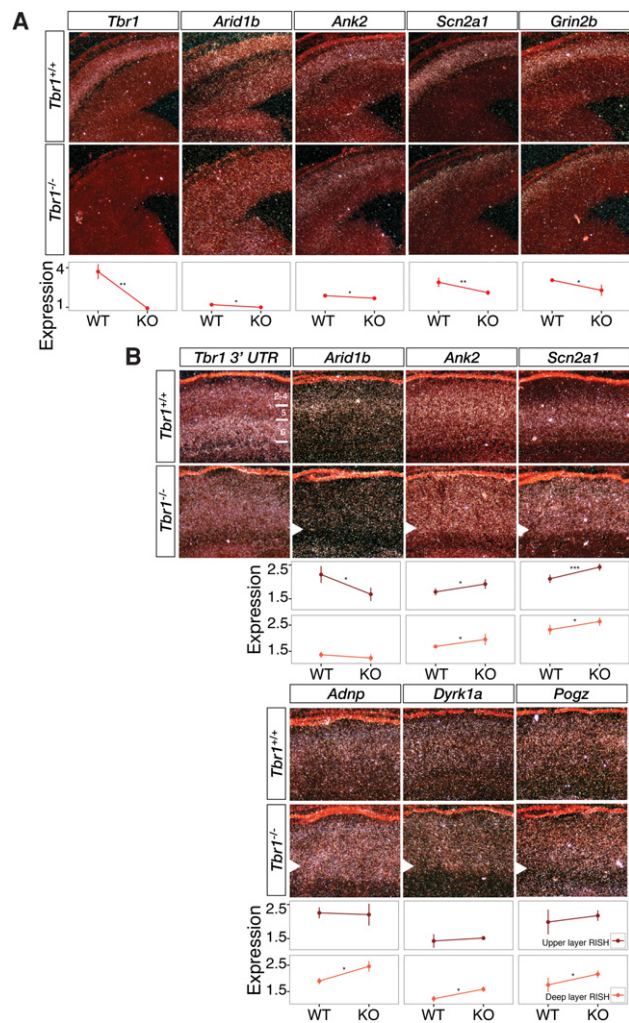 A
Tbr1 Arid1b Ank2 Scn2a1 Grin2b
Tbr1+/+
Tbr1-/-
Expression
4
1
** * * ** *
WT KO WT KO WT KO WT KO WT KO
B
Tbr1 3' UTR Arid1b Ank2 Scn2a1
Tbr1+/+
2-4
5
6
Tbr1-/-
Expression
2.5
1.5
* * ***
2.5
1.5
* *
WT KO WT KO WT KO
Adnp Dyrk1a Pogz
Tbr1+/+
Tbr1-/-
Expression
2.5
1.5
Upper layer RISH
2.5
1.5
* * *
Deep layer RISH
WT KO WT KO WT KO